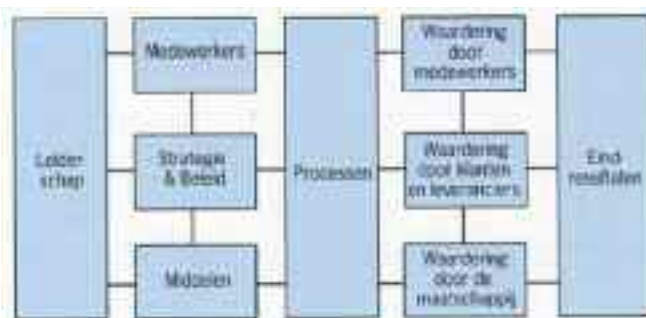 Leider-
schap
Medewerkers
Strategie
& Beleid
Middelen
Processen
Waardering
door
medewerkers
Waardering
door klanten
en leveranciers
Waardering
door de
maatschappij
Eind-
resultaten